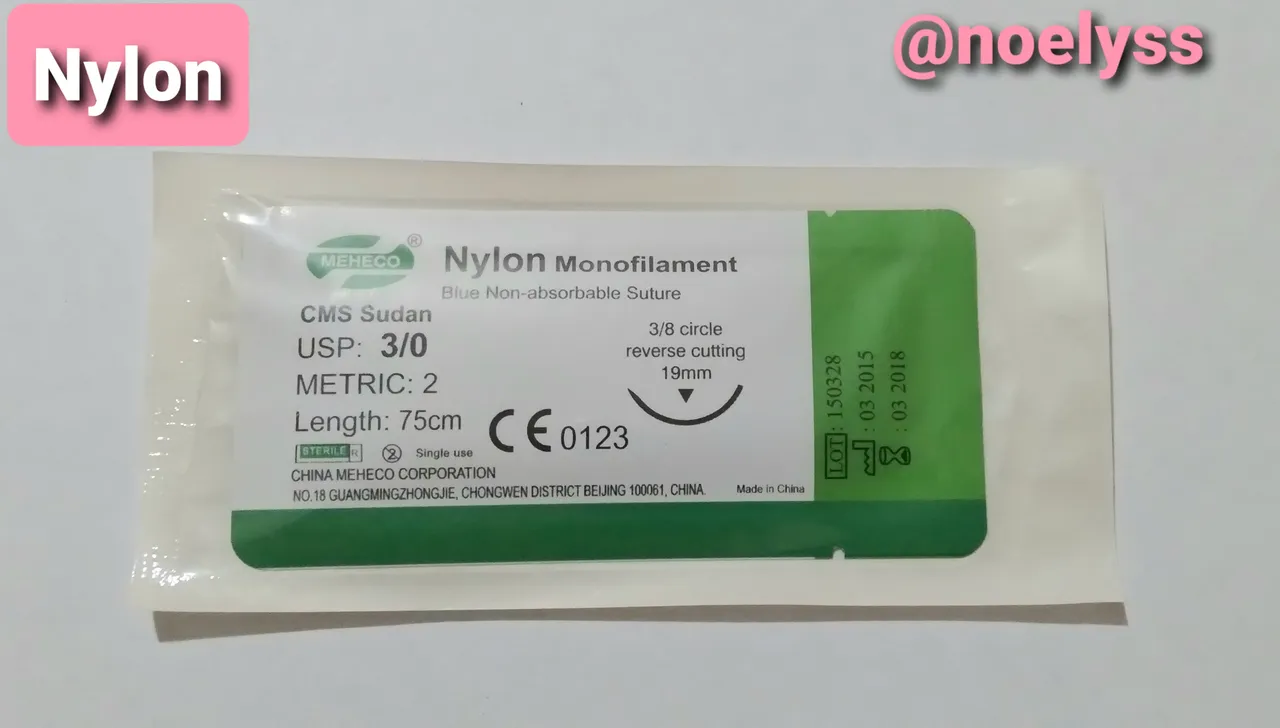 Nylon
@noelyss
MEHECO
®
Nylon Monofilament
Blue Non-absorbable Suture
CMS Sudan
USP: 3/0
METRIC: 2
Length: 75cm
3/8 circle
reverse cutting
19mm
STERILE R
2
Single use
CE 0123
CHINA MEHECO CORPORATION
NO.18 GUANGMINGZHONGJIE, CHONGWEN DISTRICT BEIJING 100061, CHINA.
Made in China
LOT : 150328
: 03 2015
: 03 2018